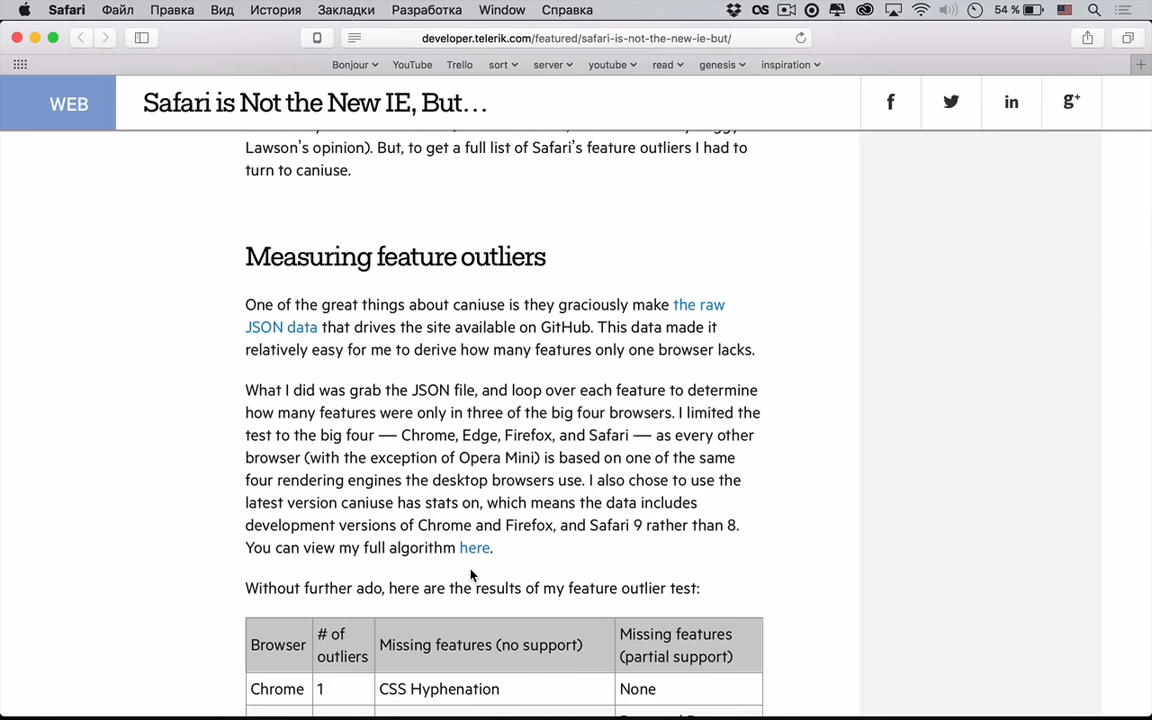 Safari Файл Правка Вид История Закладки Разработка Window Справка 54 %
developer.telerik.com/featured/safari-is-not-the-new-ie-but/
Bonjour YouTube Trello sort server youtube read genesis inspiration
WEB Safari is Not the New IE, But…
Lawson's opinion). But, to get a full list of Safari's feature outliers I had to
turn to caniuse.
Measuring feature outliers
One of the great things about caniuse is they graciously make the raw
JSON data that drives the site available on GitHub. This data made it
relatively easy for me to derive how many features only one browser lacks.
What I did was grab the JSON file, and loop over each feature to determine
how many features were only in three of the big four browsers. I limited the
test to the big four — Chrome, Edge, Firefox, and Safari — as every other
browser (with the exception of Opera Mini) is based on one of the same
four rendering engines the desktop browsers use. I also chose to use the
latest version caniuse has stats on, which means the data includes
development versions of Chrome and Firefox, and Safari 9 rather than 8.
You can view my full algorithm here.
Without further ado, here are the results of my feature outlier test:
Browser # of outliers Missing features (no support) Missing features (partial support)
Chrome 1 CSS Hyphenation None